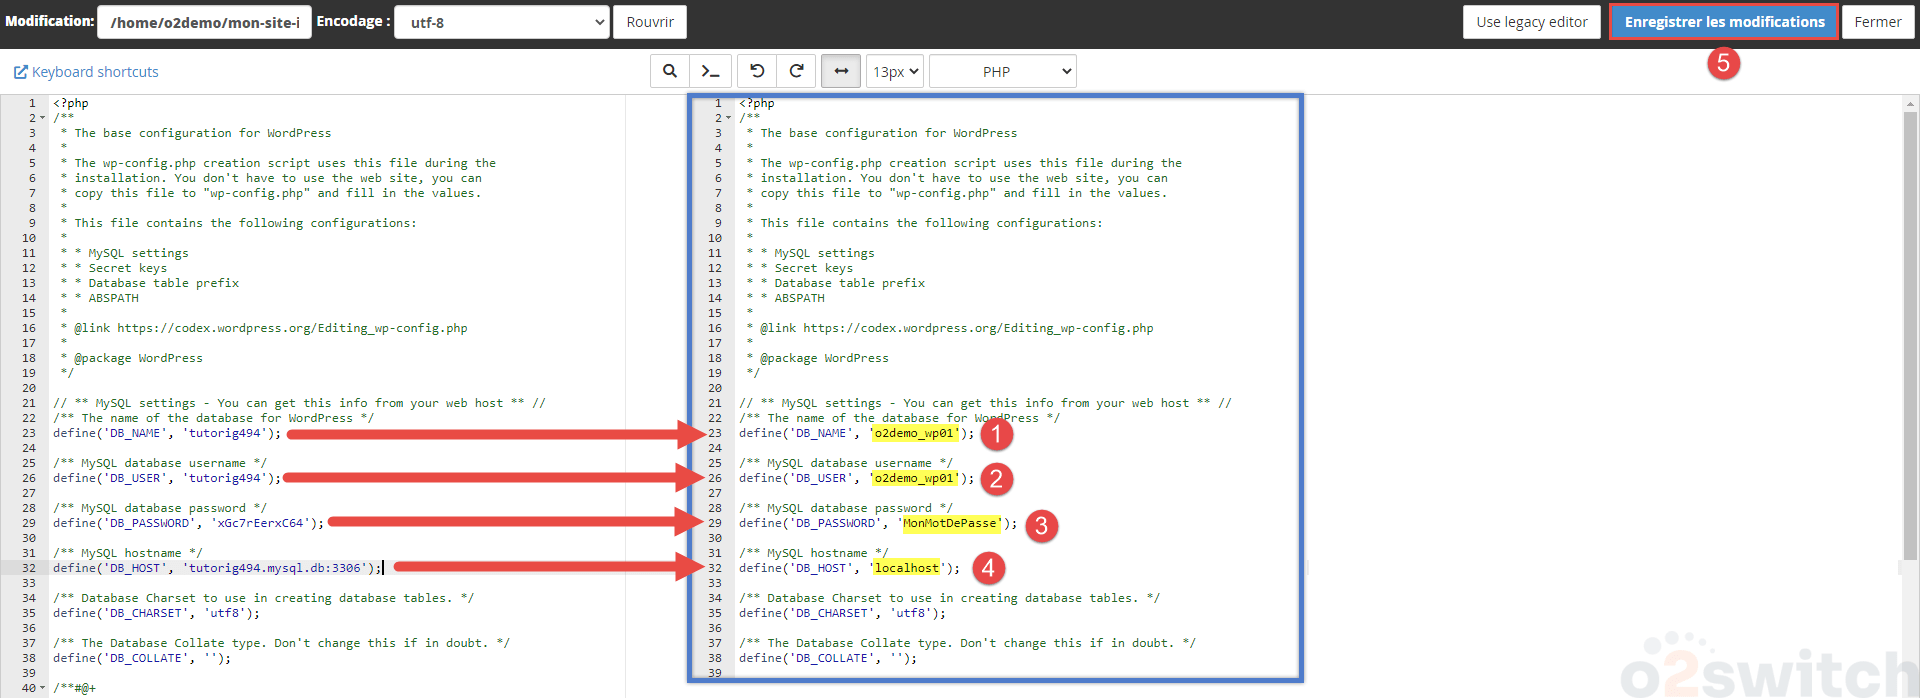 Modification: /home/o2demo/mon-site-i Encodage : utf-8 Rouvrir Use legacy editor Enregistrer les modifications Fermer
5
Keyboard shortcuts 13px PHP
1 <?php
2 /**
3 * The base configuration for WordPress
4 *
5 * The wp-config.php creation script uses this file during the
6 * installation. You don't have to use the web site, you can
7 * copy this file to "wp-config.php" and fill in the values.
8 *
9 * This file contains the following configurations:
10 *
11 * * MySQL settings
12 * * Secret keys
13 * * Database table prefix
14 * * ABSPATH
15 *
16 * @link https://codex.wordpress.org/Editing_wp-config.php
17 *
18 * @package WordPress
19 */
20
21 // ** MySQL settings - You can get this info from your web host ** //
22 /** The name of the database for WordPress */
23 define('DB_NAME', 'tutorig494');
24
25 /** MySQL database username */
26 define('DB_USER', 'tutorig494');
27
28 /** MySQL database password */
29 define('DB_PASSWORD', 'xGc7rEerxC64');
30
31 /** MySQL hostname */
32 define('DB_HOST', 'tutorig494.mysql.db:3306');
33
34 /** Database Charset to use in creating database tables. */
35 define('DB_CHARSET', 'utf8');
36
37 /** The Database Collate type. Don't change this if in doubt. */
38 define('DB_COLLATE', '');
39
40 /**#@+
1 <?php
2 /**
3 * The base configuration for WordPress
4 *
5 * The wp-config.php creation script uses this file during the
6 * installation. You don't have to use the web site, you can
7 * copy this file to "wp-config.php" and fill in the values.
8 *
9 * This file contains the following configurations:
10 *
11 * * MySQL settings
12 * * Secret keys
13 * * Database table prefix
14 * * ABSPATH
15 *
16 * @link https://codex.wordpress.org/Editing_wp-config.php
17 *
18 * @package WordPress
19 */
20
21 // ** MySQL settings - You can get this info from your web host ** //
22 /** The name of the database for WordPress */
23 define('DB_NAME', 'o2demo_wp01'); 1
24
25 /** MySQL database username */
26 define('DB_USER', 'o2demo_wp01'); 2
27
28 /** MySQL database password */
29 define('DB_PASSWORD', 'MonMotDePasse'); 3
30
31 /** MySQL hostname */
32 define('DB_HOST', 'localhost'); 4
33
34 /** Database Charset to use in creating database tables. */
35 define('DB_CHARSET', 'utf8');
36
37 /** The Database Collate type. Don't change this if in doubt. */
38 define('DB_COLLATE', '');
39
o2switch